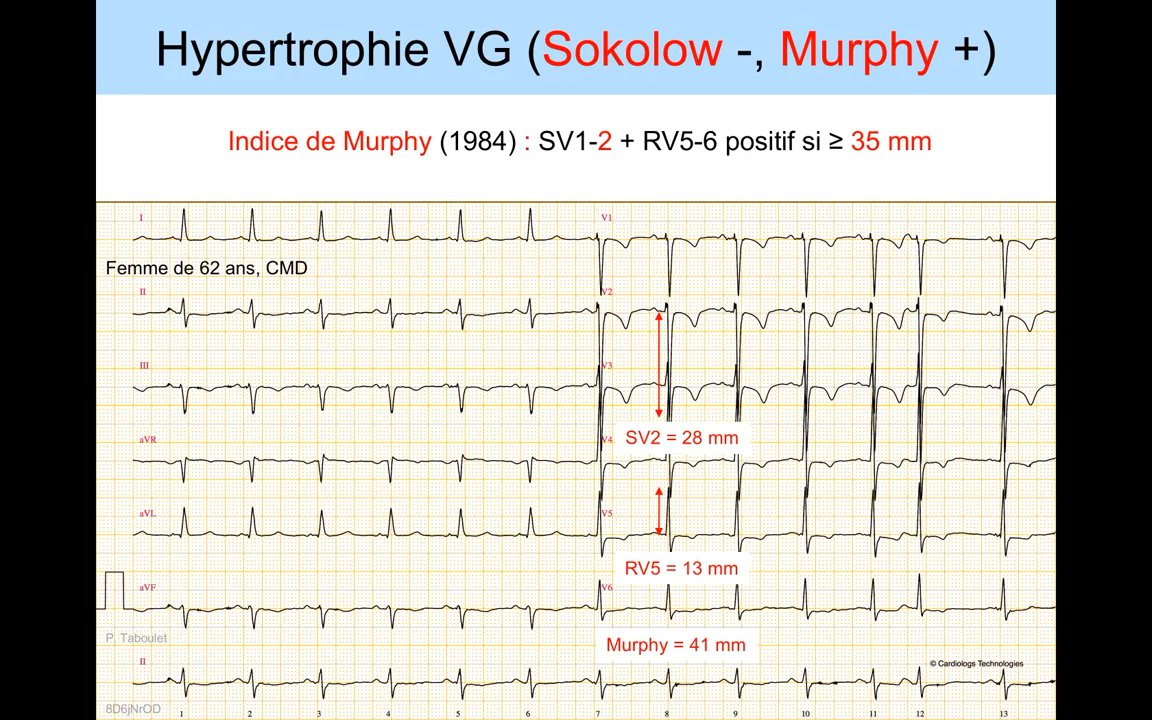 Hypertrophie VG (Sokolow -, Murphy +)
Indice de Murphy (1984) : SV1-2 + RV5-6 positif si ≥ 35 mm
I
V1
Femme de 62 ans, CMD
II
V2
III
V3
aVR
V4
SV2 = 28 mm
aVL
V5
RV5 = 13 mm
aVF
V6
P. Taboulet
Murphy = 41 mm
II
© Cardiologs Technologies
8D6jNrOD
1 2 3 4 5 6 7 8 9 10 11 12 13